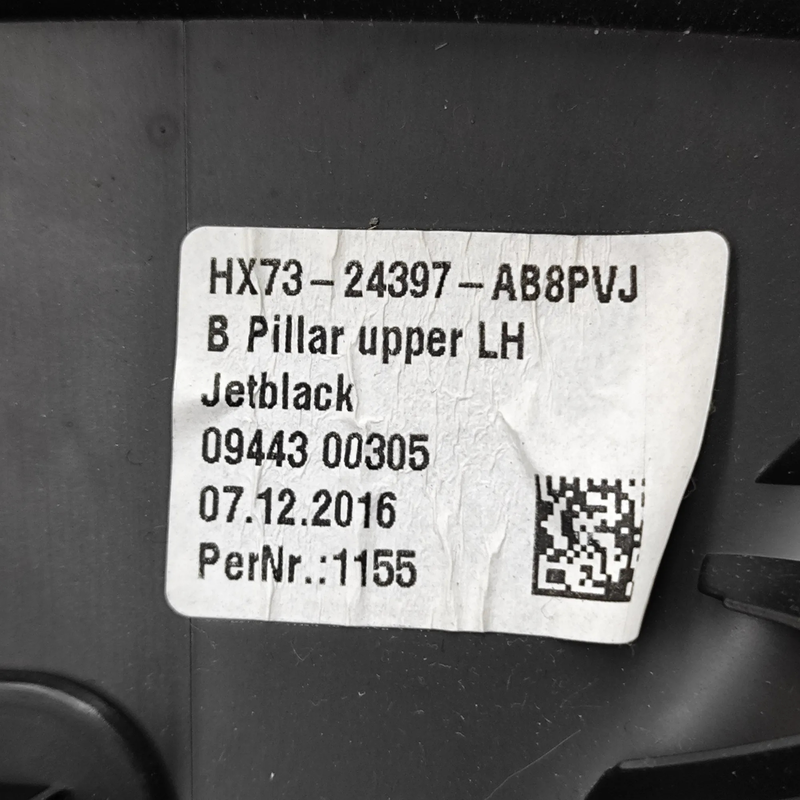 HX73-24397-AB8PVJ
B Pillar upper LH
Jetblack
09443 00305
07.12.2016
PerNr.:1155